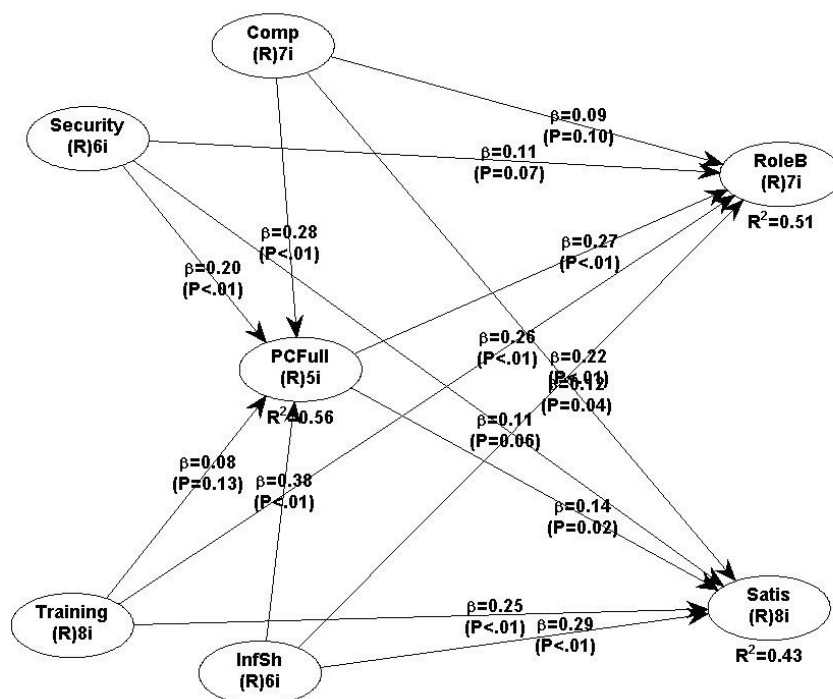 Comp
(R)7i
Security
(R)6i
β=0.09
(P=0.10)
β=0.11
(P=0.07)
RoleB
(R)7i
R²=0.51
β=0.28
(P<.01)
β=0.20
(P<.01)
β=0.27
(P<.01)
PCFull
(R)5i
R²=0.56
β=0.26
(P<.01)
β=0.22
(P<.01)
β=0.12
(P=0.04)
β=0.11
(P=0.06)
β=0.08
(P=0.13)
β=0.38
(P<.01)
β=0.14
(P=0.02)
Training
(R)8i
β=0.25
(P<.01)
β=0.29
(P<.01)
Satis
(R)8i
R²=0.43
InfSh
(R)6i